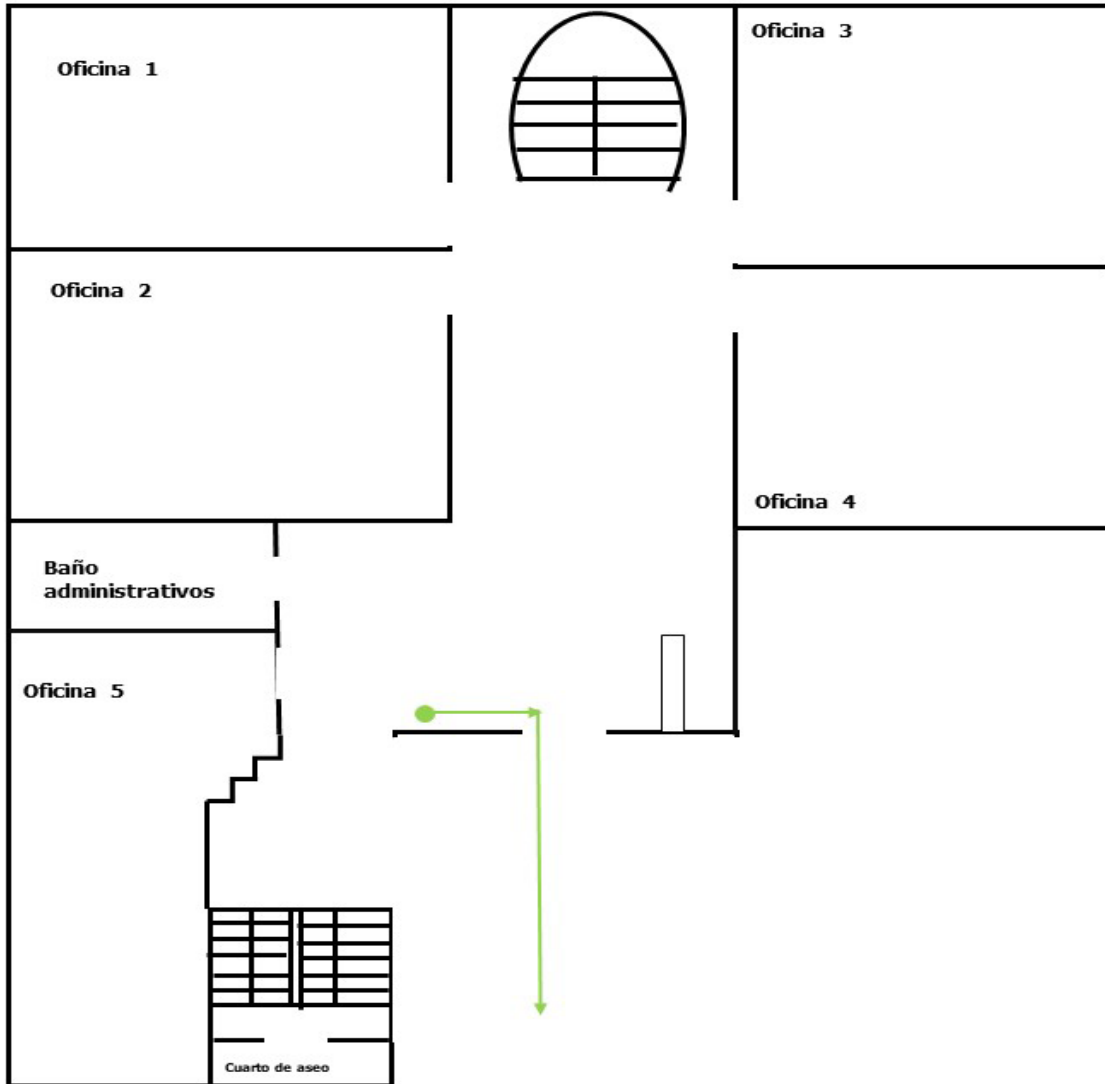 Oficina 1
Oficina 3
Oficina 2
Oficina 4
Baño
administrativos
Oficina 5
Cuarto de aseo